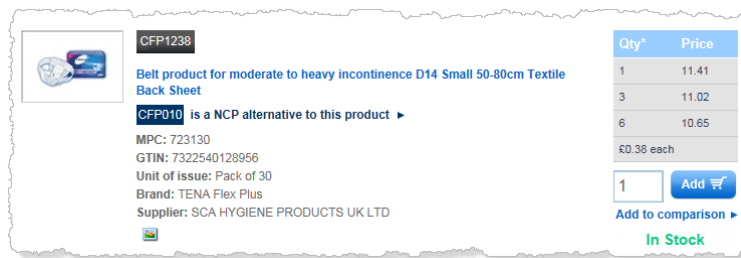 CFP1238
Belt product for moderate to heavy incontinence D14 Small 50-80cm Textile
Back Sheet
CFP010 is a NCP alternative to this product ►
MPC: 723130
GTIN: 7322540128956
Unit of issue: Pack of 30
Brand: TENA Flex Plus
Supplier: SCA HYGIENE PRODUCTS UK LTD
Qty* Price
1 11.41
3 11.02
6 10.65
£0.38 each
1 Add
Add to comparison ►
In Stock